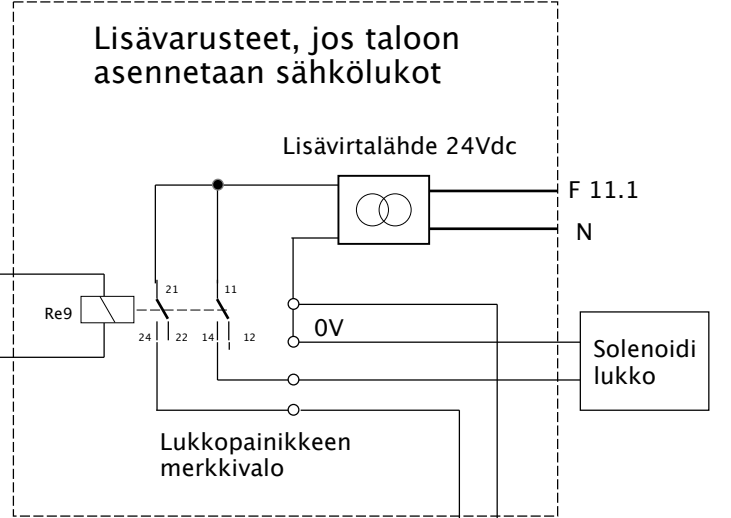 Lisävarusteet, jos taloon
asennetaan sähkölukot
Lisävirtalähde 24Vdc
F 11.1
N
21
11
Re9
24
22
14
12
0V
Solenoidi
lukko
Lukkopainikkeen
merkkivalo